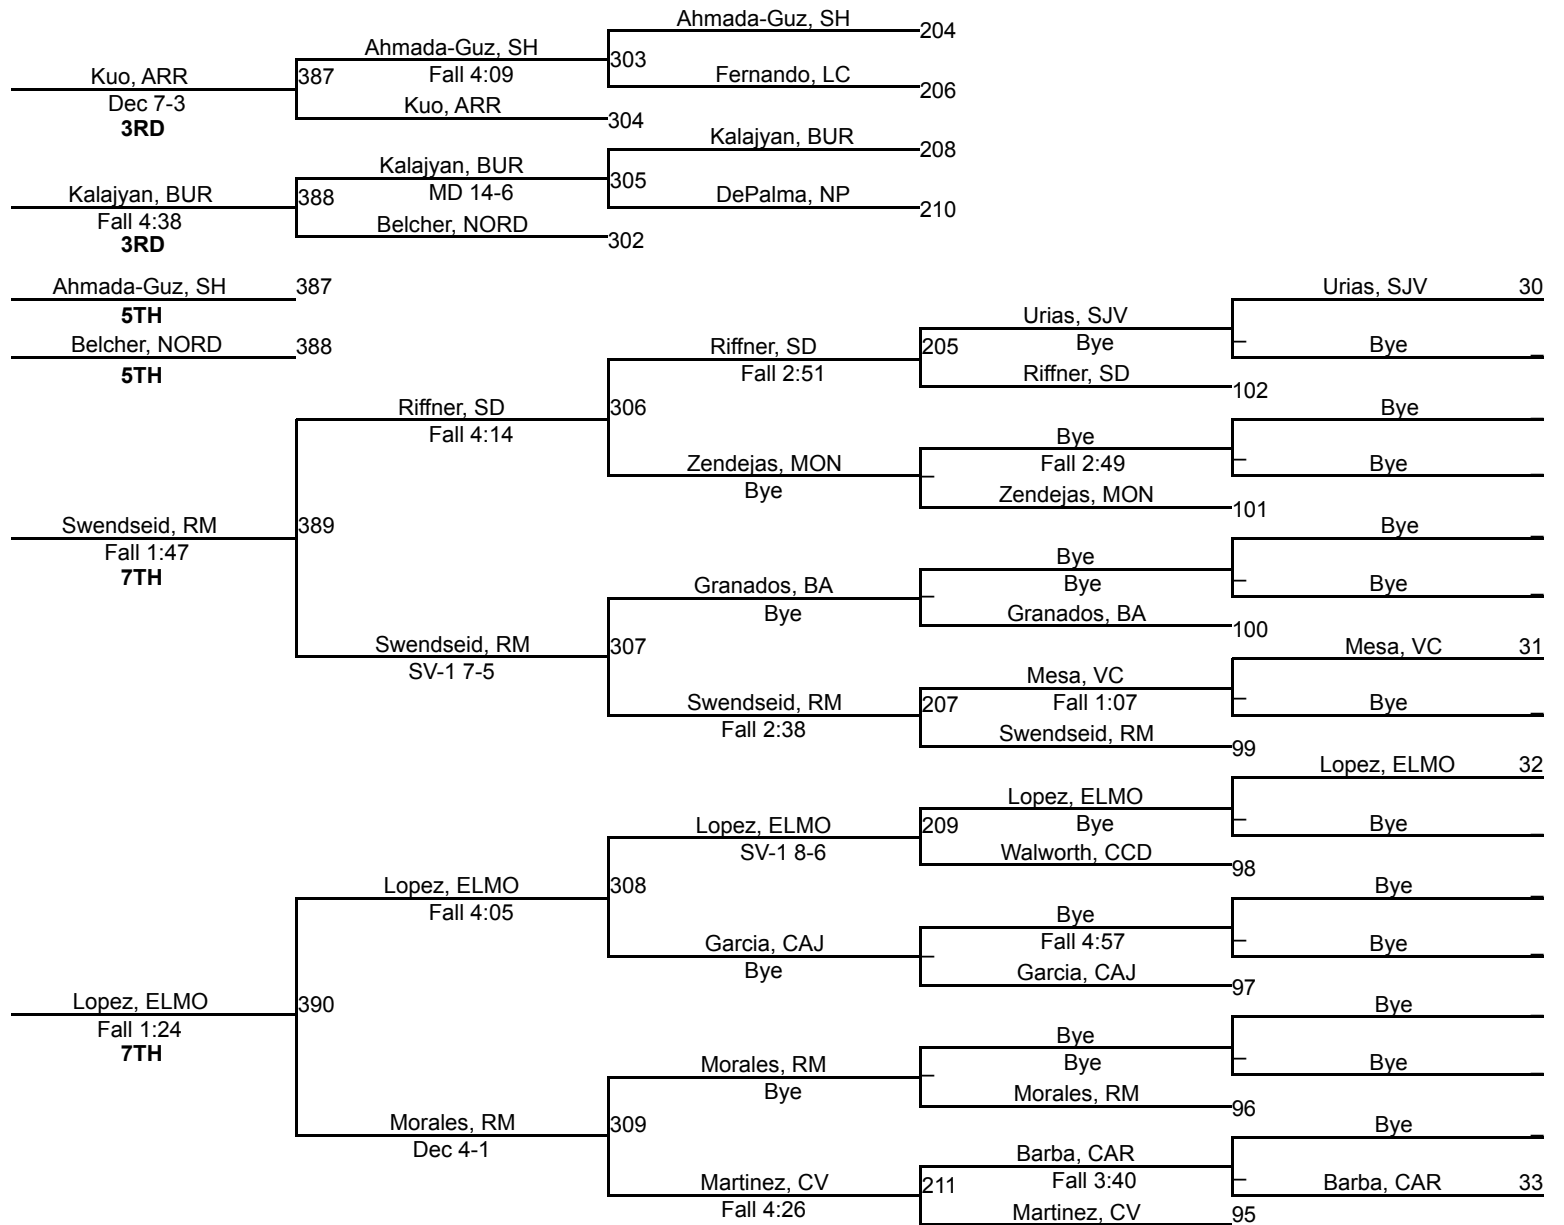 Ahmada-Guz, SH
204
Ahmada-Guz, SH
303
Kuo, ARR
387
Fall 4:09
Fernando, LC
206
Dec 7-3
Kuo, ARR
304
3RD
Kalajyan, BUR
208
Kalajyan, BUR
305
Kalajyan, BUR
388
MD 14-6
DePalma, NP
210
Fall 4:38
Belcher, NORD
302
3RD
Ahmada-Guz, SH
387
5TH
Belcher, NORD
388
5TH
Urias, SJV
30
Urias, SJV
Riffner, SD
205
Bye
Bye
Fall 2:51
Riffner, SD
102
Riffner, SD
306
Bye
Fall 4:14
Bye
Zendejas, MON
Fall 2:49
Bye
Bye
Zendejas, MON
101
Swendseid, RM
389
Bye
Fall 1:47
Bye
7TH
Granados, BA
Bye
Bye
Bye
Granados, BA
100
Swendseid, RM
307
Mesa, VC
31
SV-1 7-5
Mesa, VC
Swendseid, RM
207
Fall 1:07
Bye
Fall 2:38
Swendseid, RM
99
Lopez, ELMO
32
Lopez, ELMO
Lopez, ELMO
209
Bye
Bye
SV-1 8-6
Walworth, CCD
98
Lopez, ELMO
308
Bye
Fall 4:05
Bye
Garcia, CAJ
Fall 4:57
Bye
Bye
Garcia, CAJ
97
Lopez, ELMO
390
Bye
Fall 1:24
Bye
7TH
Morales, RM
Bye
Bye
Bye
Morales, RM
96
Morales, RM
309
Bye
Dec 4-1
Barba, CAR
Martinez, CV
211
Fall 3:40
Barba, CAR
33
Fall 4:26
Martinez, CV
95